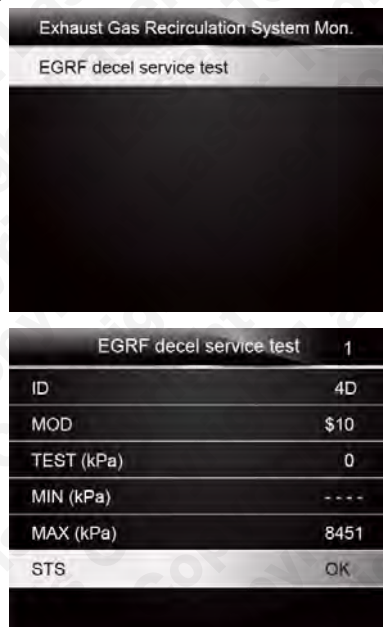 Exhaust Gas Recirculation System Mon.
EGRF decel service test
EGRF decel service test 1
ID 4D
MOD $10
TEST (kPa) 0
MIN (kPa) ----
MAX (kPa) 8451
STS OK